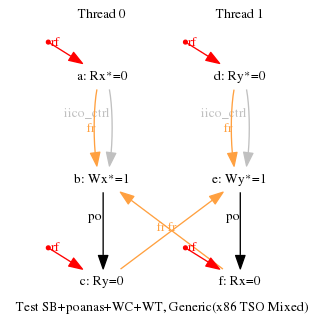 Thread 0 Thread 1
rf rf
a: Rx*=0 d: Ry*=0
iico_ctrl iico_ctrl
fr fr
b: Wx*=1 e: Wy*=1
po po
fr fr
rf rf
c: Ry=0 f: Rx=0
Test SB+poanas+WC+WT, Generic(x86 TSO Mixed)